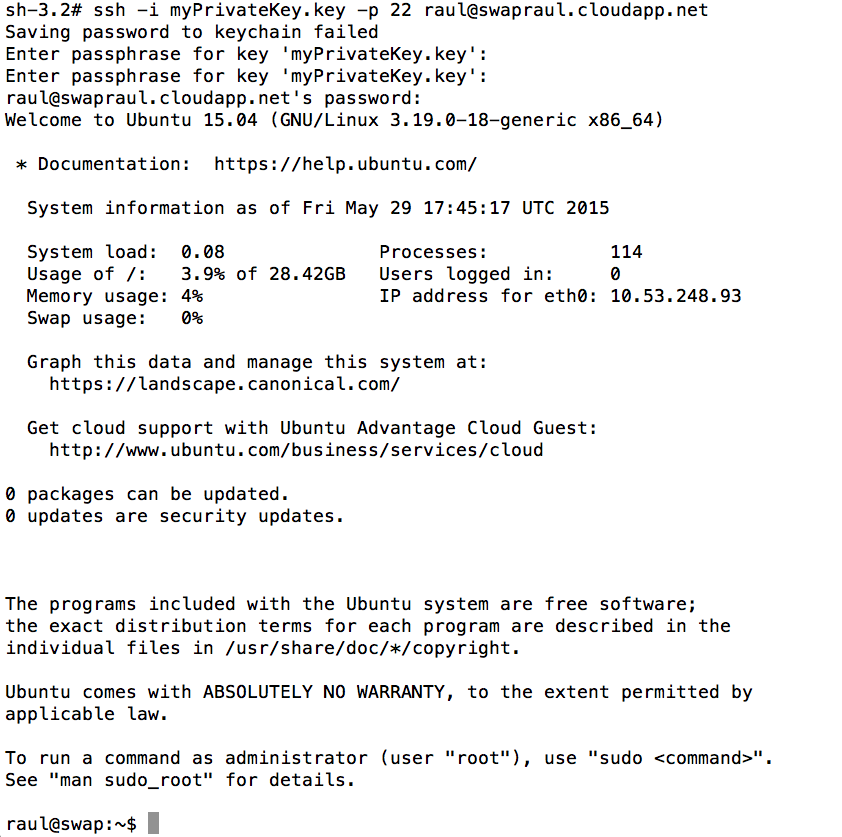 sh-3.2# ssh -i myPrivateKey.key -p 22 raul@swapraul.cloudapp.net
Saving password to keychain failed
Enter passphrase for key 'myPrivateKey.key':
Enter passphrase for key 'myPrivateKey.key':
raul@swapraul.cloudapp.net's password:
Welcome to Ubuntu 15.04 (GNU/Linux 3.19.0-18-generic x86_64)
* Documentation:  https://help.ubuntu.com/
System information as of Fri May 29 17:45:17 UTC 2015
System load:  0.08              Processes:           114
Usage of /:   3.9% of 28.42GB   Users logged in:     0
Memory usage: 4%                IP address for eth0: 10.53.248.93
Swap usage:   0%
Graph this data and manage this system at:
https://landscape.canonical.com/
Get cloud support with Ubuntu Advantage Cloud Guest:
http://www.ubuntu.com/business/services/cloud
0 packages can be updated.
0 updates are security updates.
The programs included with the Ubuntu system are free software;
the exact distribution terms for each program are described in the
individual files in /usr/share/doc/*/copyright.
Ubuntu comes with ABSOLUTELY NO WARRANTY, to the extent permitted by
applicable law.
To run a command as administrator (user "root"), use "sudo <command>".
See "man sudo_root" for details.
raul@swap:~$